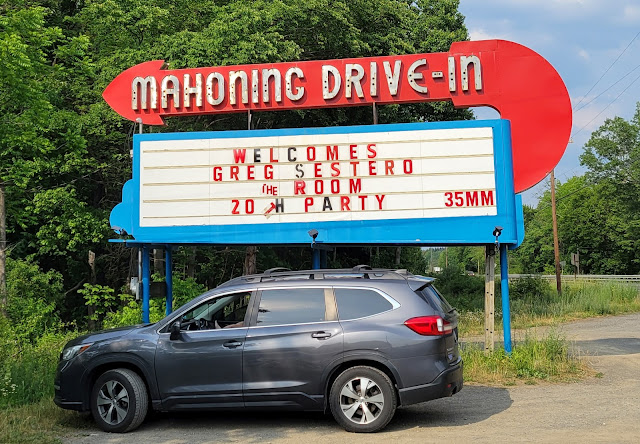 MAHONING DRIVE-IN
WELCOMES
GREG SESTERO
THE ROOM
20TH PARTY 35MM